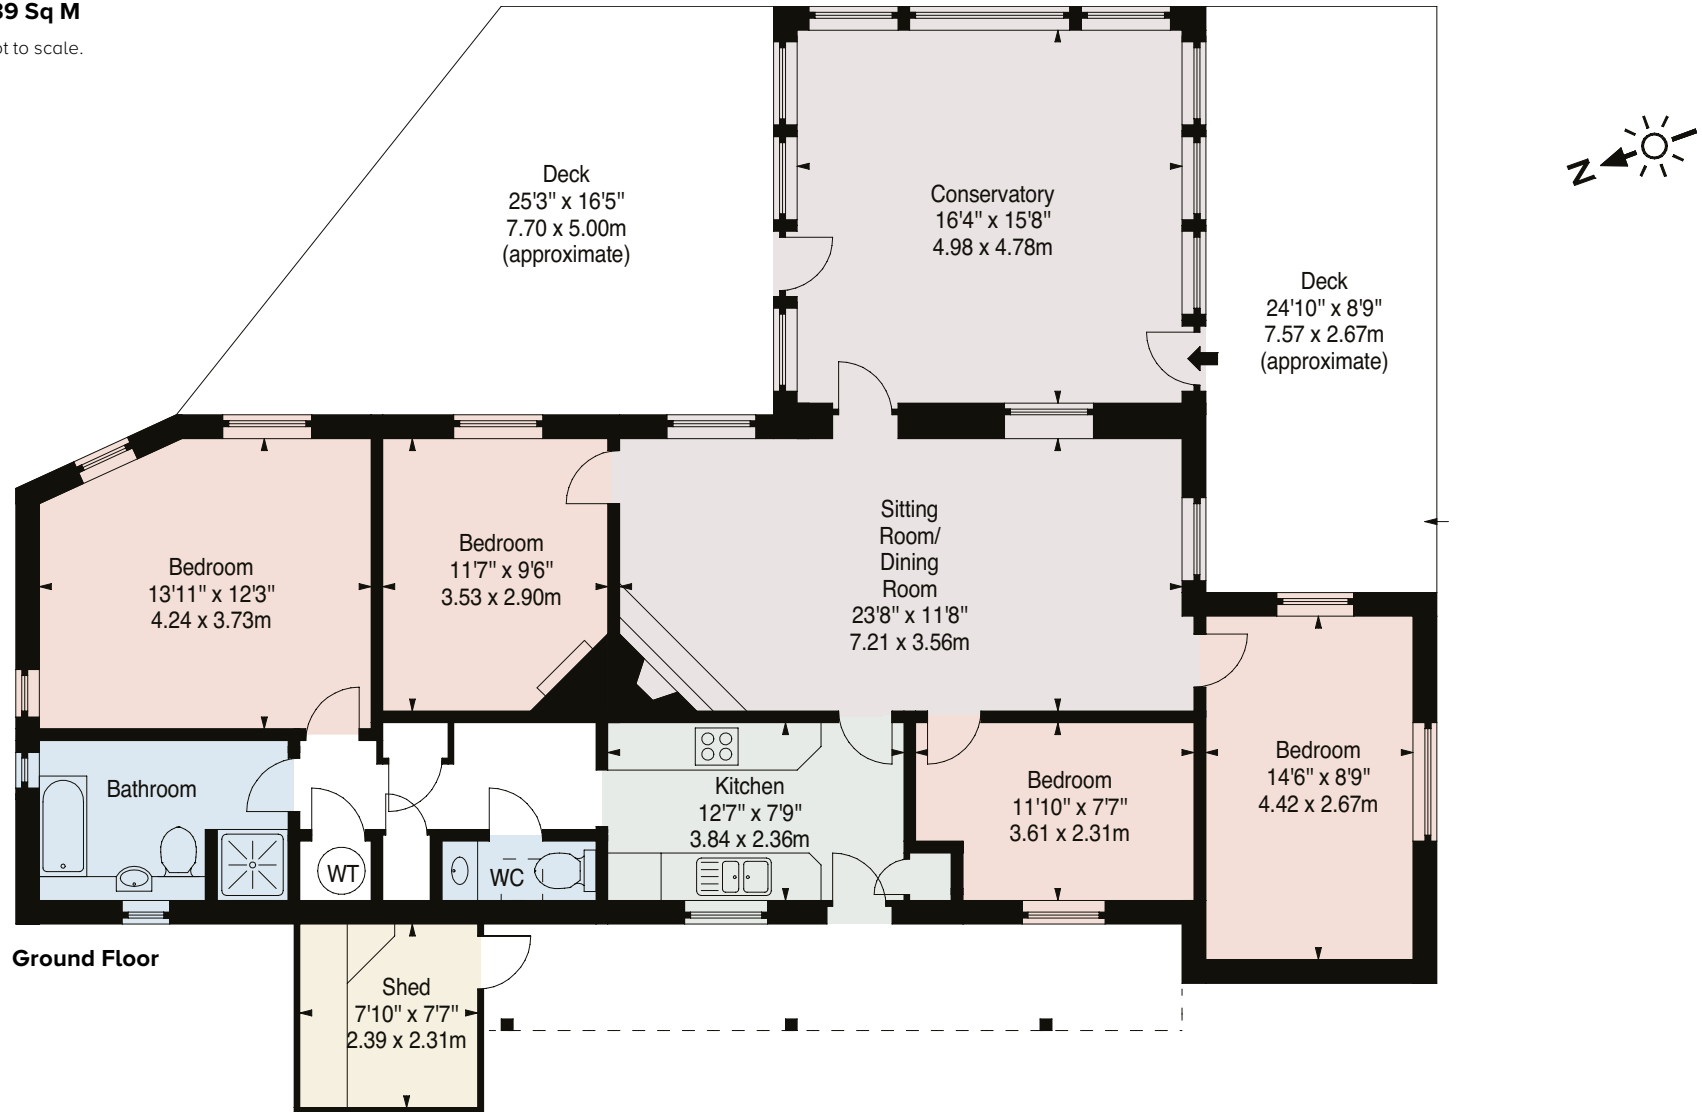 Sq M
to scale.
Deck
25'3" x 16'5"
7.70 x 5.00m
(approximate)
Conservatory
16'4" x 15'8"
4.98 x 4.78m
N
Deck
24'10" x 8'9"
7.57 x 2.67m
(approximate)
Bedroom
13'11" x 12'3"
4.24 x 3.73m
Bedroom
11'7" x 9'6"
3.53 x 2.90m
Sitting
Room/
Dining
Room
23'8" x 11'8"
7.21 x 3.56m
Bathroom
WT
WC
Kitchen
12'7" x 7'9"
3.84 x 2.36m
Bedroom
11'10" x 7'7"
3.61 x 2.31m
Bedroom
14'6" x 8'9"
4.42 x 2.67m
Ground Floor
Shed
7'10" x 7'7"
2.39 x 2.31m